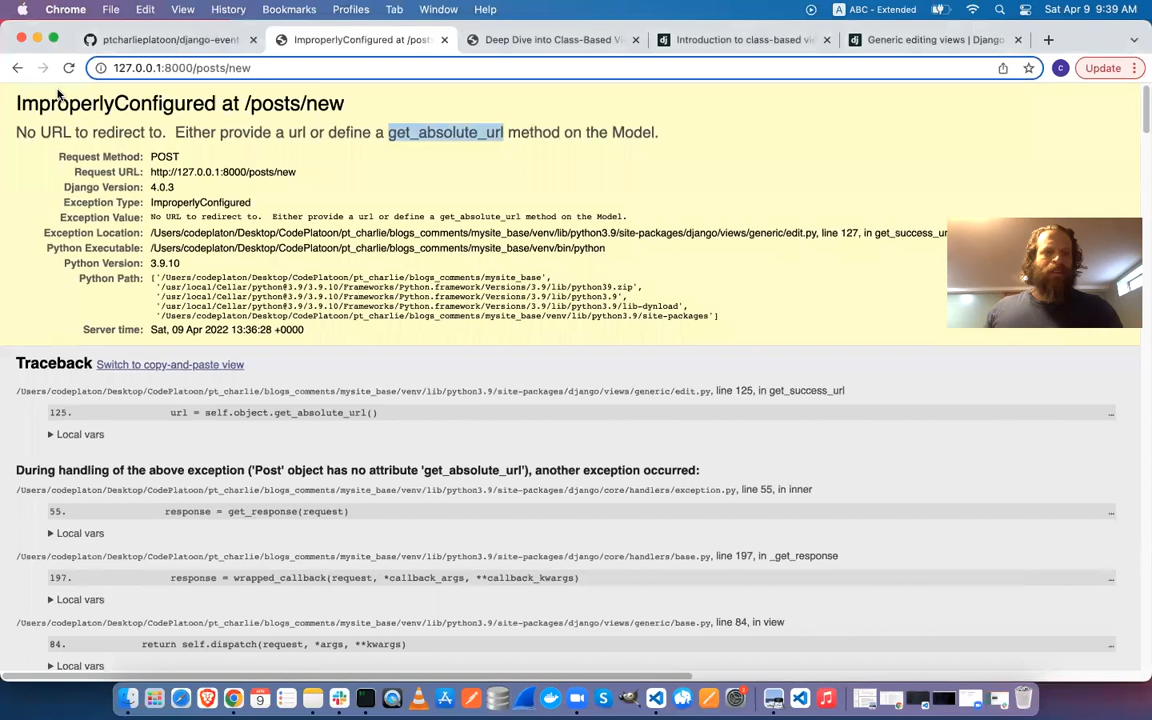 Chrome File Edit View History Bookmarks Profiles Tab Window Help A ABC - Extended Sat Apr 9 9:39 AM
ptcharlieplatoon/django-event ImproperlyConfigured at /posts Deep Dive into Class-Based Vi Introduction to class-based vi Generic editing views | Django
127.0.0.1:8000/posts/new c Update
ImproperlyConfigured at /posts/new
No URL to redirect to. Either provide a url or define a get_absolute_url method on the Model.
Request Method: POST
Request URL: http://127.0.0.1:8000/posts/new
Django Version: 4.0.3
Exception Type: ImproperlyConfigured
Exception Value: No URL to redirect to. Either provide a url or define a get_absolute_url method on the Model.
Exception Location: /Users/codeplaton/Desktop/CodePlatoon/pt_charlie/blogs_comments/mysite_base/venv/lib/python3.9/site-packages/django/views/generic/edit.py, line 127, in get_success_ur
Python Executable: /Users/codeplaton/Desktop/CodePlatoon/pt_charlie/blogs_comments/mysite_base/venv/bin/python
Python Version: 3.9.10
Python Path: ['/Users/codeplaton/Desktop/CodePlatoon/pt_charlie/blogs_comments/mysite_base',
'/usr/local/Cellar/python@3.9/3.9.10/Frameworks/Python.framework/Versions/3.9/lib/python39.zip',
'/usr/local/Cellar/python@3.9/3.9.10/Frameworks/Python.framework/Versions/3.9/lib/python3.9',
'/usr/local/Cellar/python@3.9/3.9.10/Frameworks/Python.framework/Versions/3.9/lib/python3.9/lib-dynload',
'/Users/codeplaton/Desktop/CodePlatoon/pt_charlie/blogs_comments/mysite_base/venv/lib/python3.9/site-packages']
Server time: Sat, 09 Apr 2022 13:36:28 +0000
Traceback Switch to copy-and-paste view
/Users/codeplaton/Desktop/CodePlatoon/pt_charlie/blogs_comments/mysite_base/venv/lib/python3.9/site-packages/django/views/generic/edit.py, line 125, in get_success_url
125. url = self.object.get_absolute_url() …
▶ Local vars
During handling of the above exception ('Post' object has no attribute 'get_absolute_url'), another exception occurred:
/Users/codeplaton/Desktop/CodePlatoon/pt_charlie/blogs_comments/mysite_base/venv/lib/python3.9/site-packages/django/core/handlers/exception.py, line 55, in inner
55. response = get_response(request) …
▶ Local vars
/Users/codeplaton/Desktop/CodePlatoon/pt_charlie/blogs_comments/mysite_base/venv/lib/python3.9/site-packages/django/core/handlers/base.py, line 197, in _get_response
197. response = wrapped_callback(request, *callback_args, **callback_kwargs) …
▶ Local vars
/Users/codeplaton/Desktop/CodePlatoon/pt_charlie/blogs_comments/mysite_base/venv/lib/python3.9/site-packages/django/views/generic/base.py, line 84, in view
84. return self.dispatch(request, *args, **kwargs) …
▶ Local vars